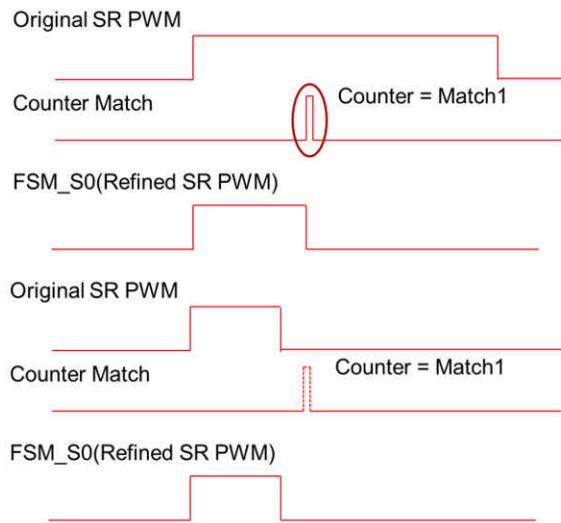 Original SR PWM
Counter Match
Counter = Match1
FSM_S0(Refined SR PWM)
Original SR PWM
Counter Match
Counter = Match1
FSM_S0(Refined SR PWM)